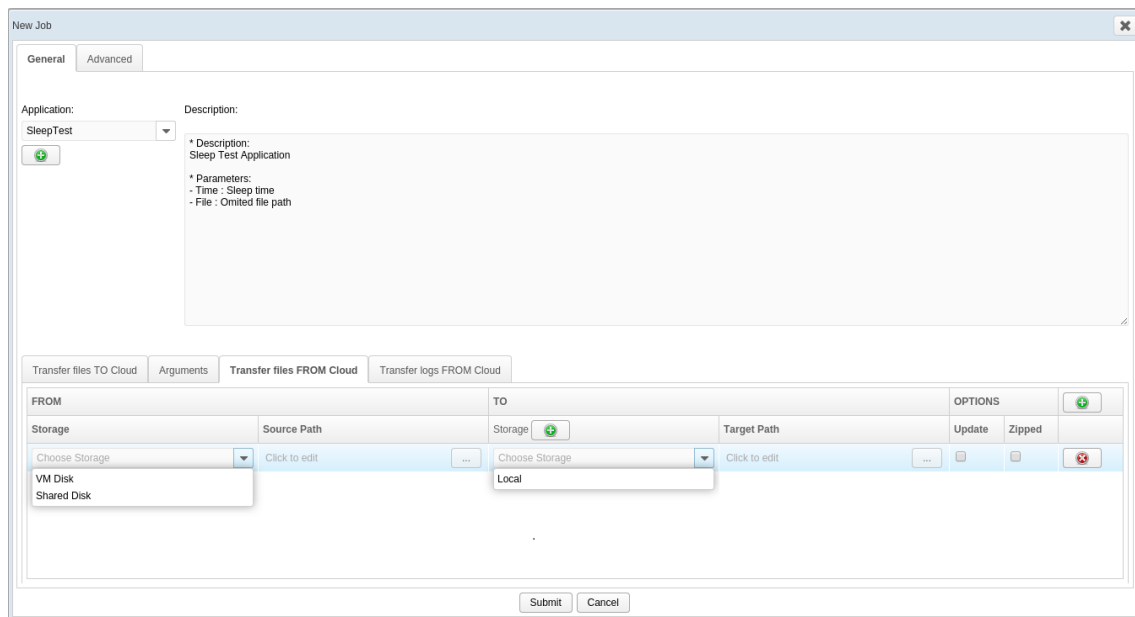 New Job
General Advanced
Application: Description:
SleepTest
* Description:
Sleep Test Application
* Parameters:
- Time : Sleep time
- File : Omited file path
Transfer files TO Cloud Arguments Transfer files FROM Cloud Transfer logs FROM Cloud
FROM TO OPTIONS
Storage Source Path Storage Target Path Update Zipped
Choose Storage Click to edit ... Choose Storage Click to edit ...
VM Disk Local
Shared Disk
Submit Cancel